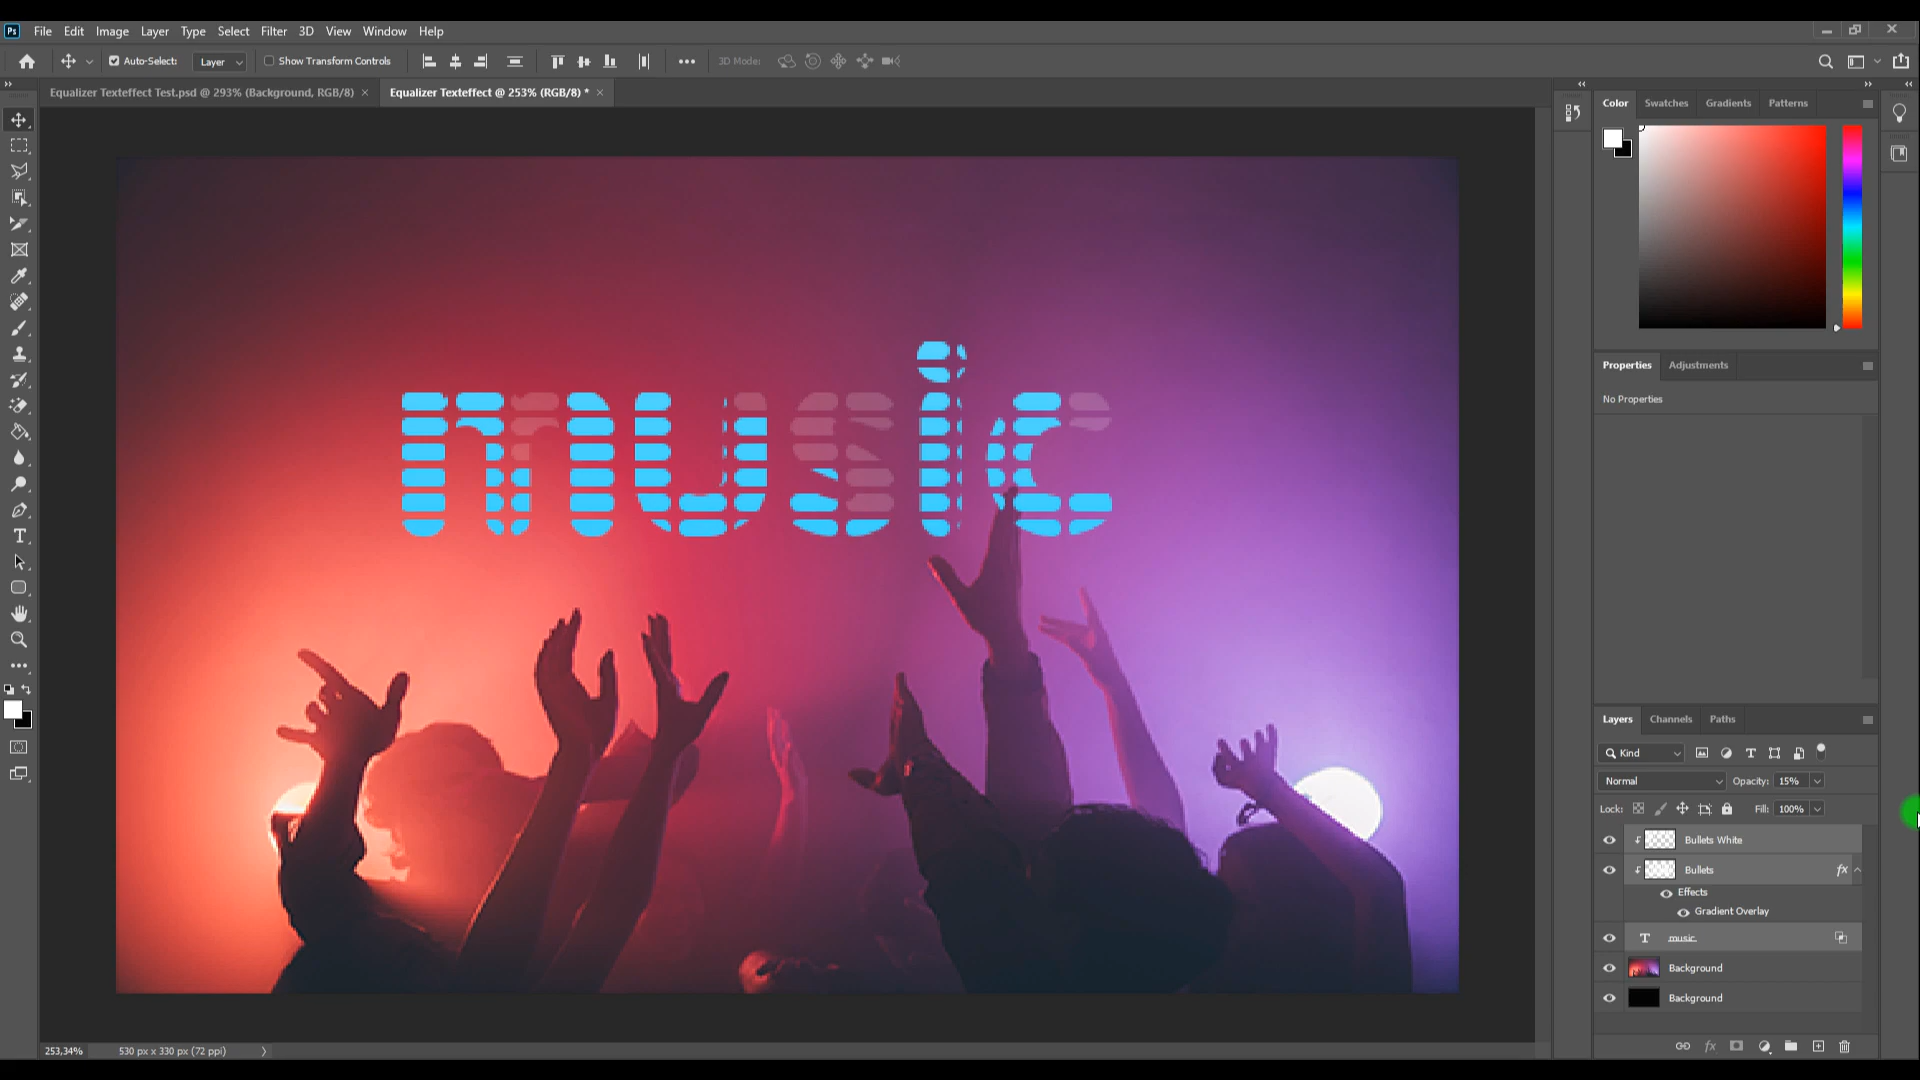 Ps File Edit Image Layer Type Select Filter 3D View Window Help
Auto-Select: Layer Show Transform Controls 3D Mode:
Equalizer Texteffect Test.psd @ 293% (Background, RGB/8) × Equalizer Texteffect @ 253% (RGB/8) * ×
Color Swatches Gradients Patterns
music
Properties Adjustments
No Properties
Layers Channels Paths
Kind
Normal Opacity: 15%
Lock: Fill: 100%
Bullets White
Bullets fx
Effects
Gradient Overlay
T music
Background
Background
253,34% 530 px x 330 px (72 ppi)
fx